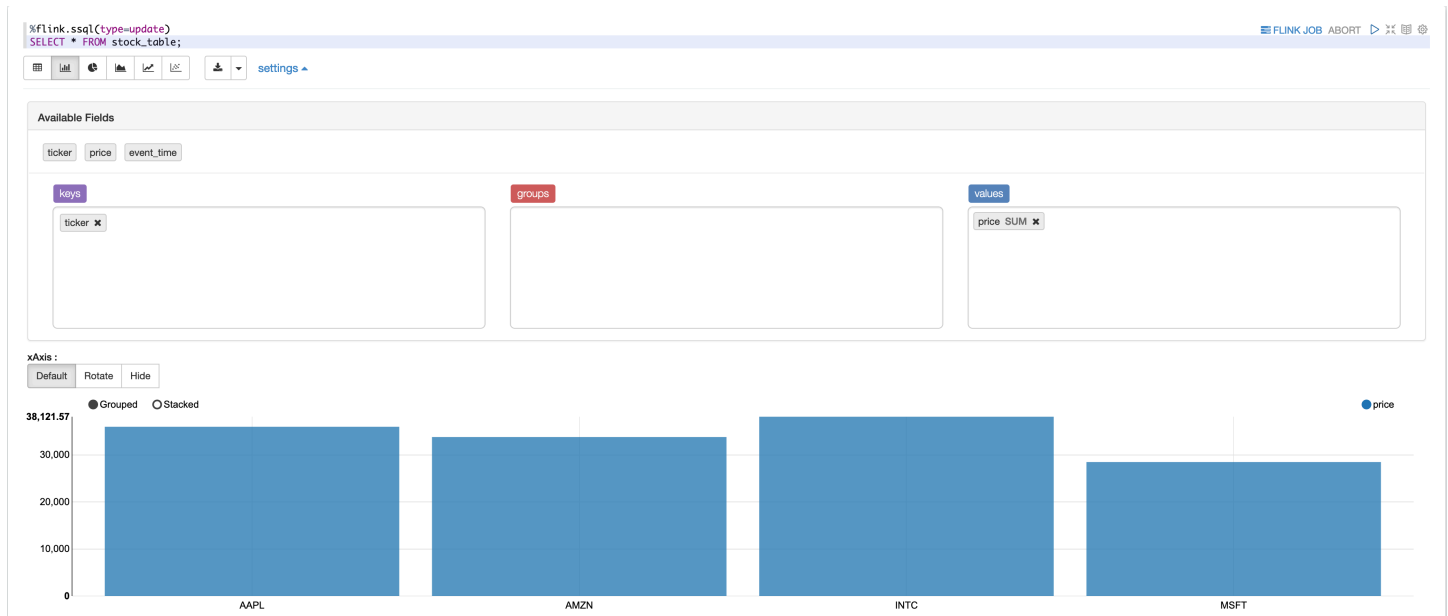 %flink.ssql(type=update)
FLINK JOB ABORT
SELECT * FROM stock_table;
settings
Available Fields
ticker price event_time
keys groups values
ticker ✖ price SUM ✖
xAxis :
Default Rotate Hide
Grouped Stacked price
38,121.57
30,000
20,000
10,000
0
AAPL AMZN INTC MSFT